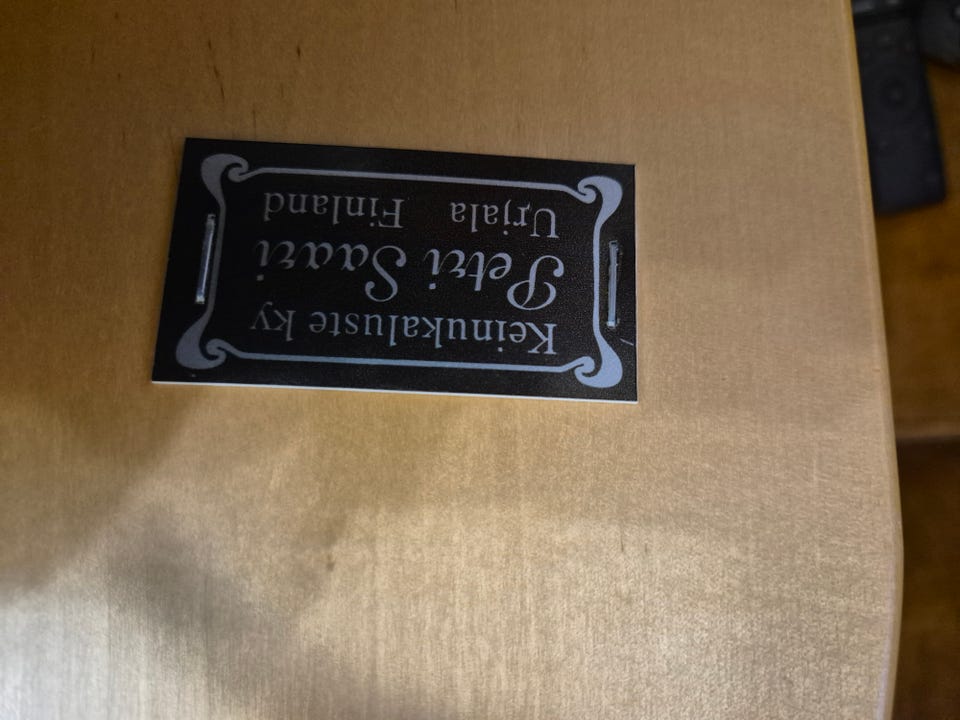 Keinukaluste ky
Petri Saari
Urjala Finland